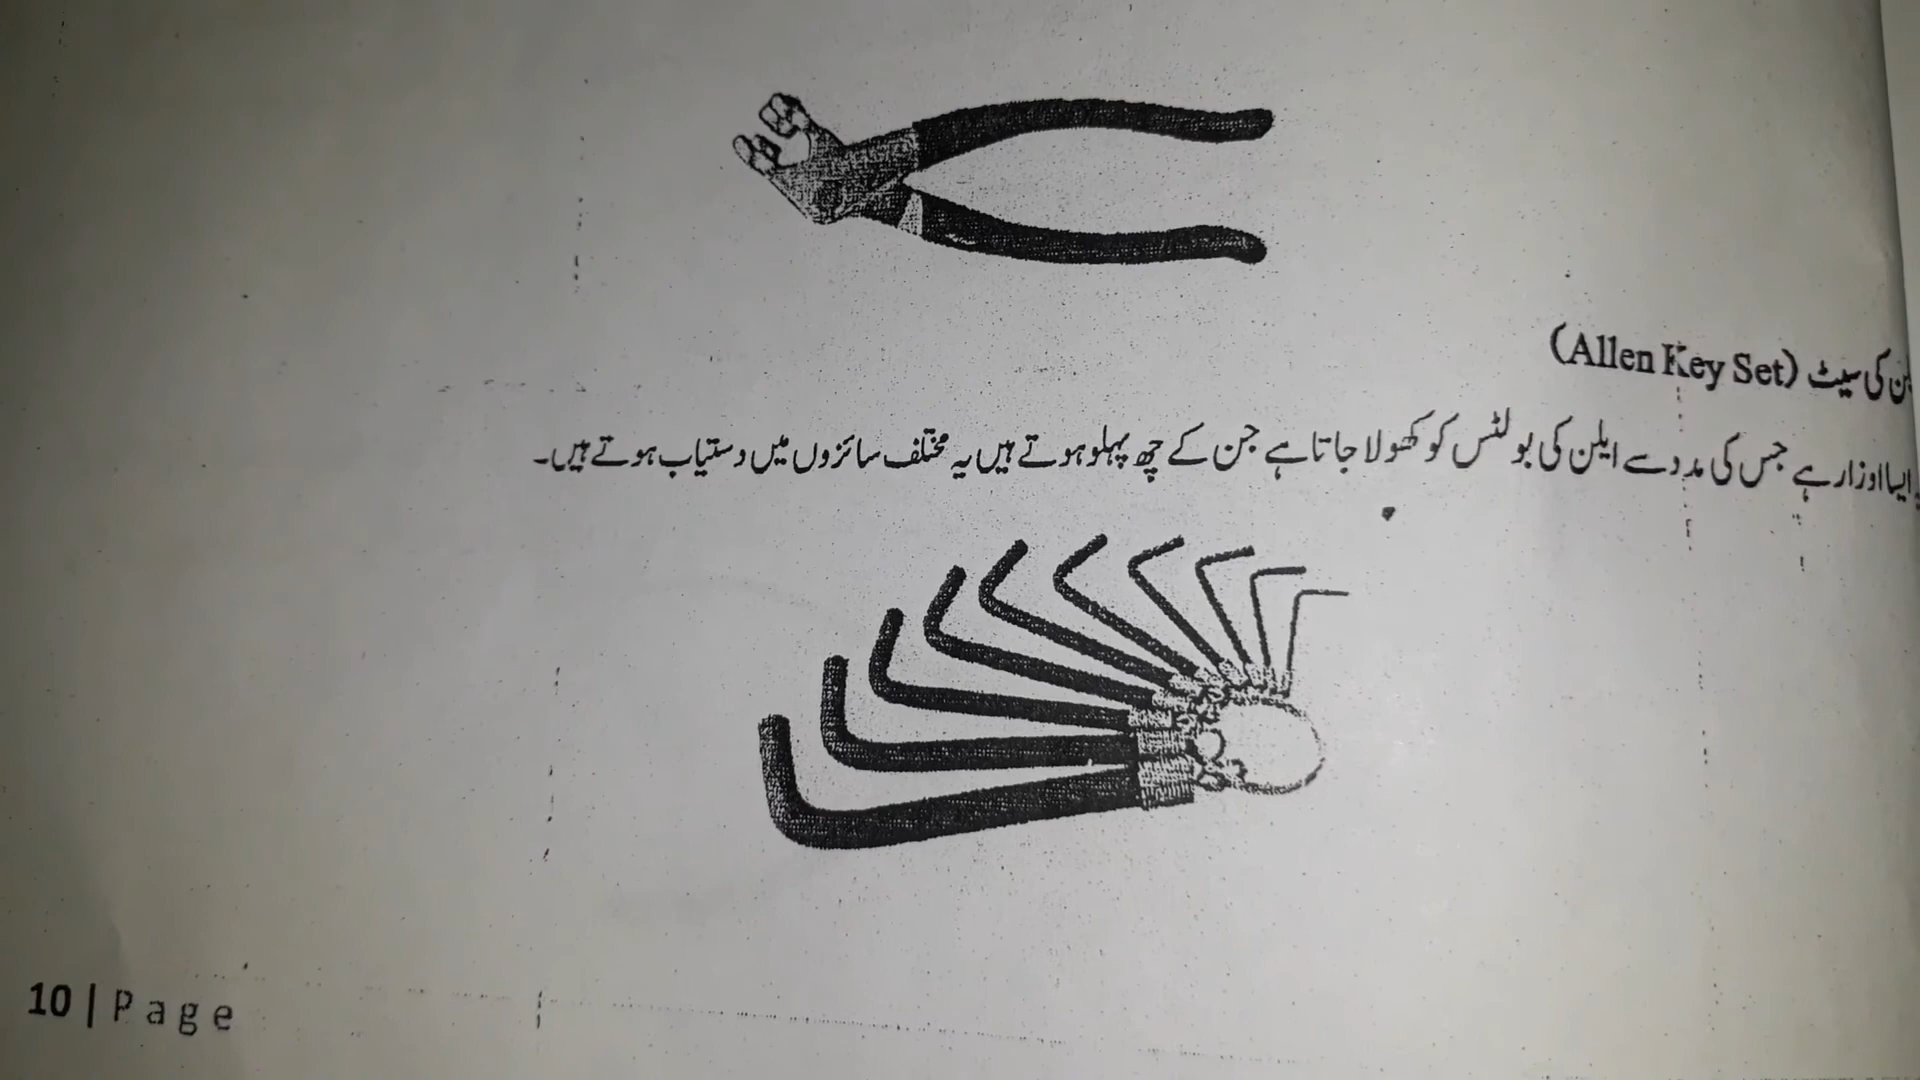 کی سیٹ (Allen Key Set)
ایسا اوزار ہے جس کی مدد سے ایلن کی بولٹس کو کھولا جاتا ہے جن کے چھ پہلو ہوتے ہیں یہ مختلف سائزوں میں دستیاب ہوتے ہیں۔
10 | Page